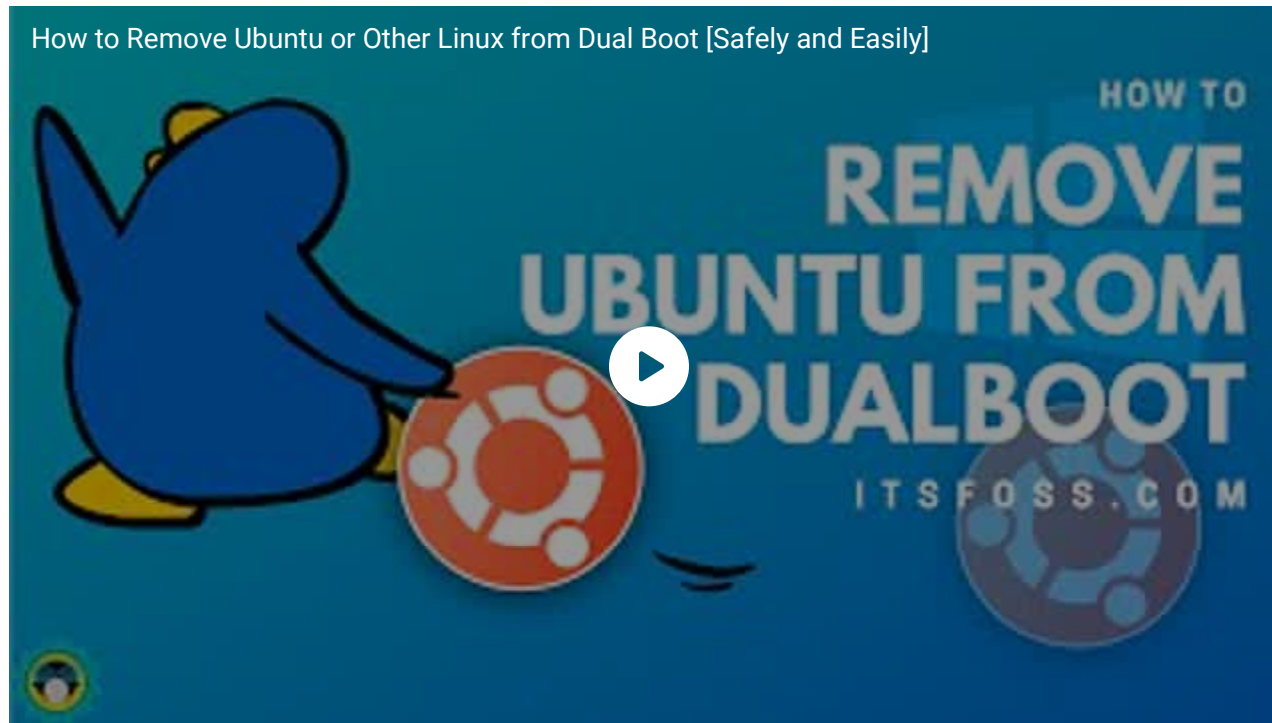 How to Remove Ubuntu or Other Linux from Dual Boot [Safely and Easily]
HOW TO
REMOVE
UBUNTU FROM
DUALBOOT
ITSFOSS.COM